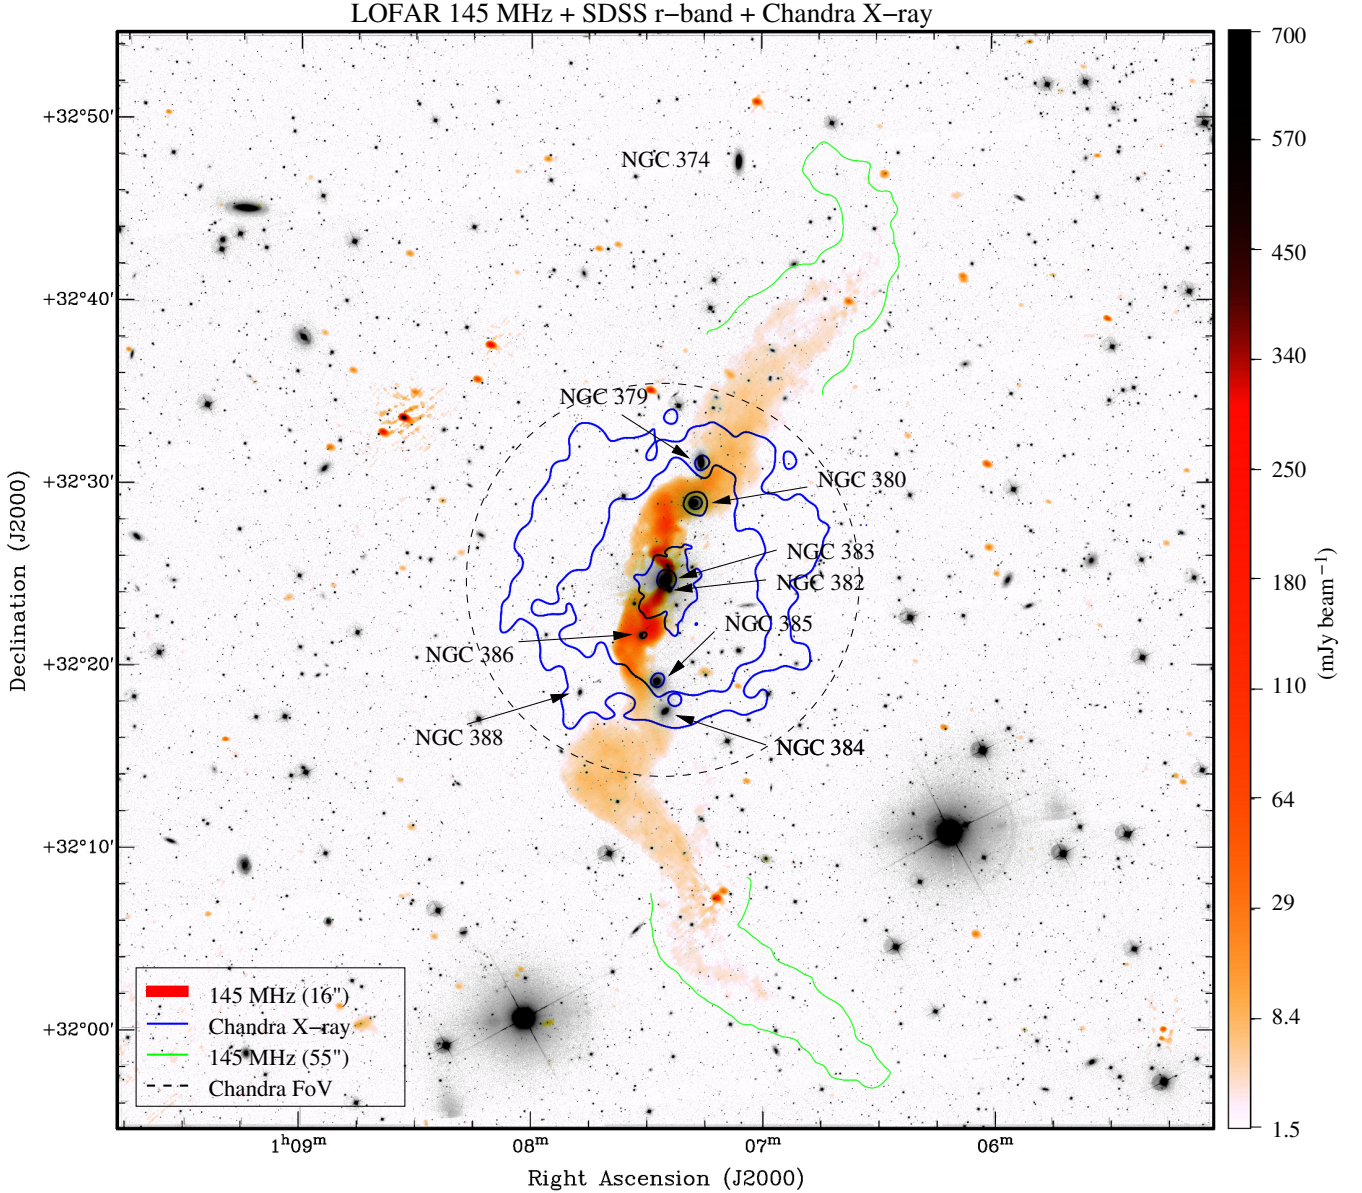 LOFAR 145 MHz + SDSS r−band + Chandra X−ray
+32°50′
+32°40′
+32°30′
+32°20′
+32°10′
+32°00′
Declination (J2000)
NGC 374
NGC 379
NGC 380
NGC 383
NGC 382
NGC 385
NGC 386
NGC 388
NGC 384
145 MHz (16")
Chandra X−ray
145 MHz (55")
Chandra FoV
1ʰ09ᵐ
08ᵐ
07ᵐ
06ᵐ
Right Ascension (J2000)
700
570
450
340
250
180
110
64
29
8.4
1.5
(mJy beam⁻¹)